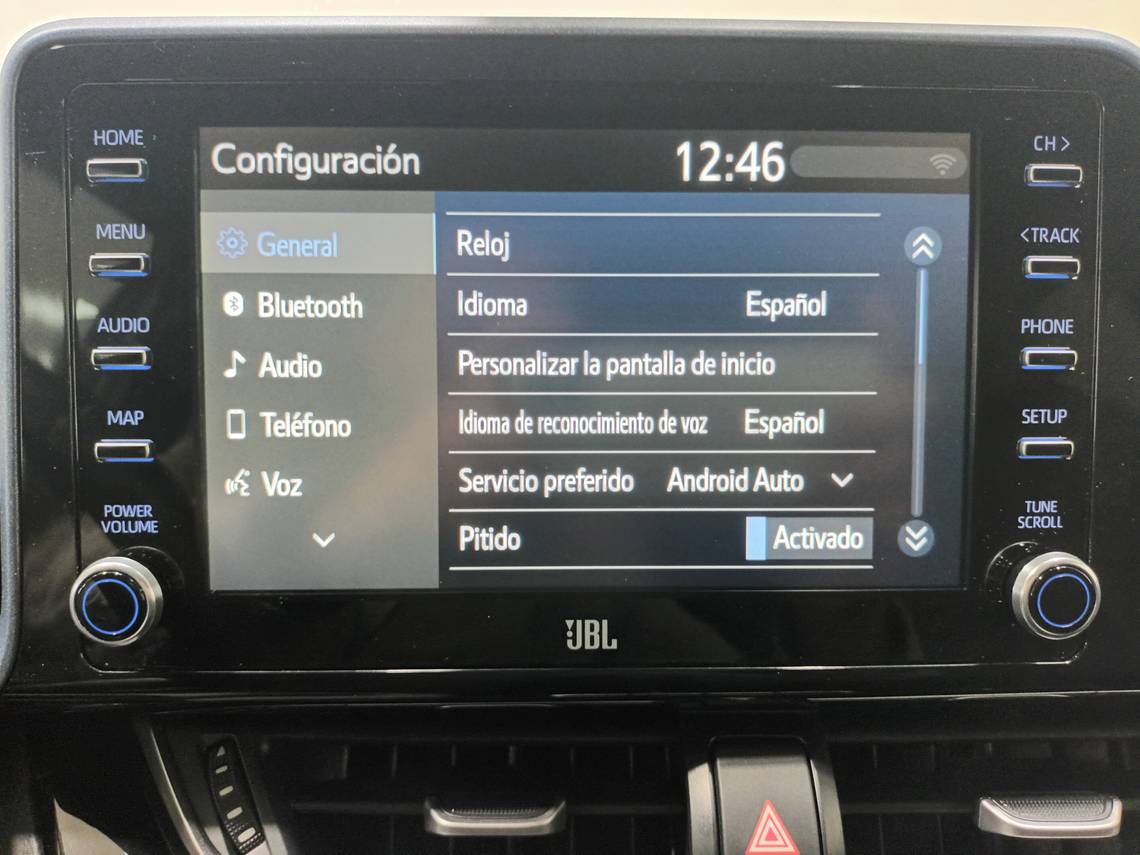 HOME
MENU
AUDIO
MAP
POWER
VOLUME
Configuración
12:46
General
Bluetooth
Audio
Teléfono
Voz
Reloj
Idioma Español
Personalizar la pantalla de inicio
Idioma de reconocimiento de voz Español
Servicio preferido Android Auto
Pitido Activado
CH >
< TRACK
PHONE
SETUP
TUNE
SCROLL
JBL